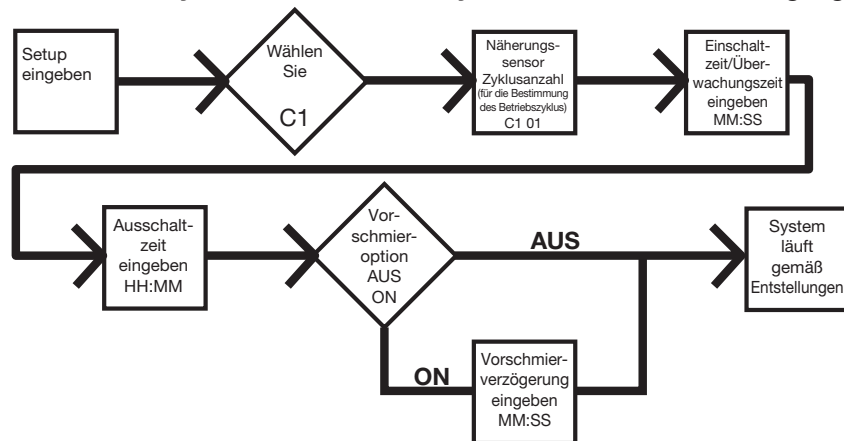 Setup
eingeben
Wählen
Sie
C1
Näherungs-
sensor
Zyklusanzahl
(für die Bestimmung
des Betriebszyklus)
C1 01
Einschalt-
zeit/Über-
wachungszeit
eingeben
MM:SS
Ausschalt-
zeit
eingeben
HH:MM
Vor-
schmier-
option
AUS
ON
AUS
System
läuft
gemäß
Entstellungen
ON
Vorschmier-
verzögerung
eingeben
MM:SS